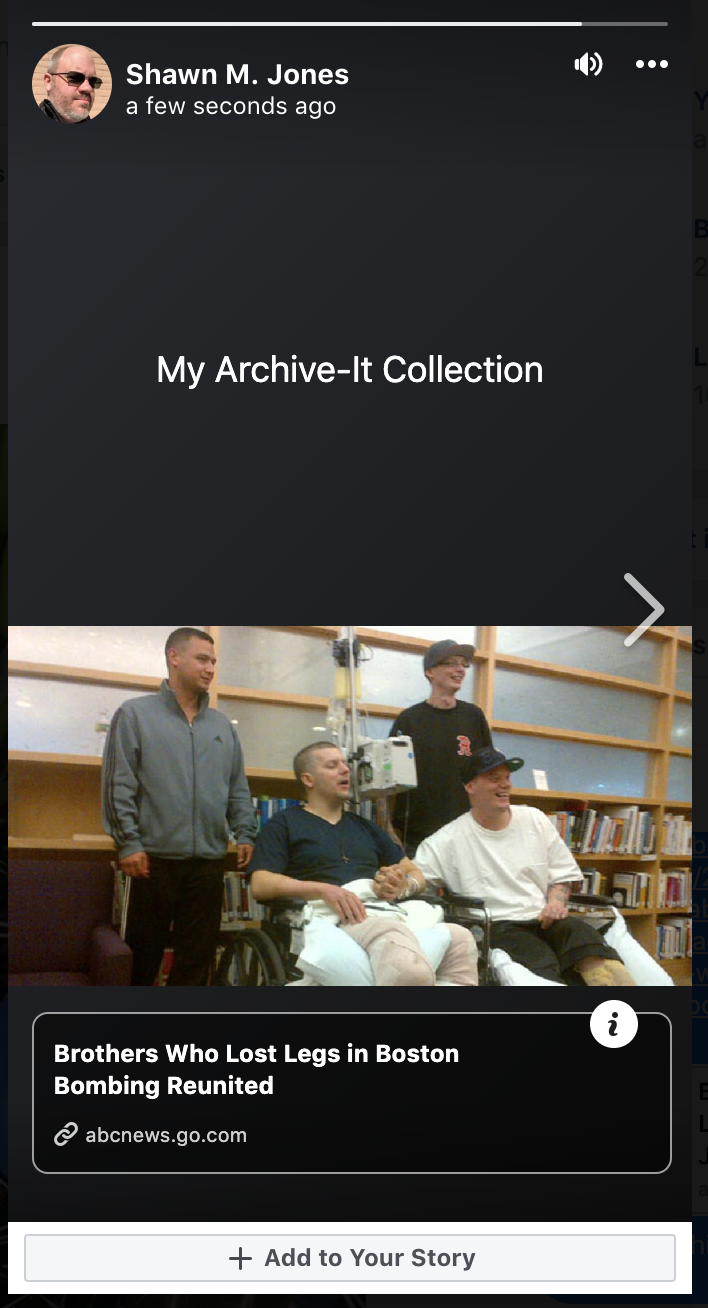 Shawn M. Jones
a few seconds ago
My Archive-It Collection
Brothers Who Lost Legs in Boston
Bombing Reunited
abcnews.go.com
Add to Your Story